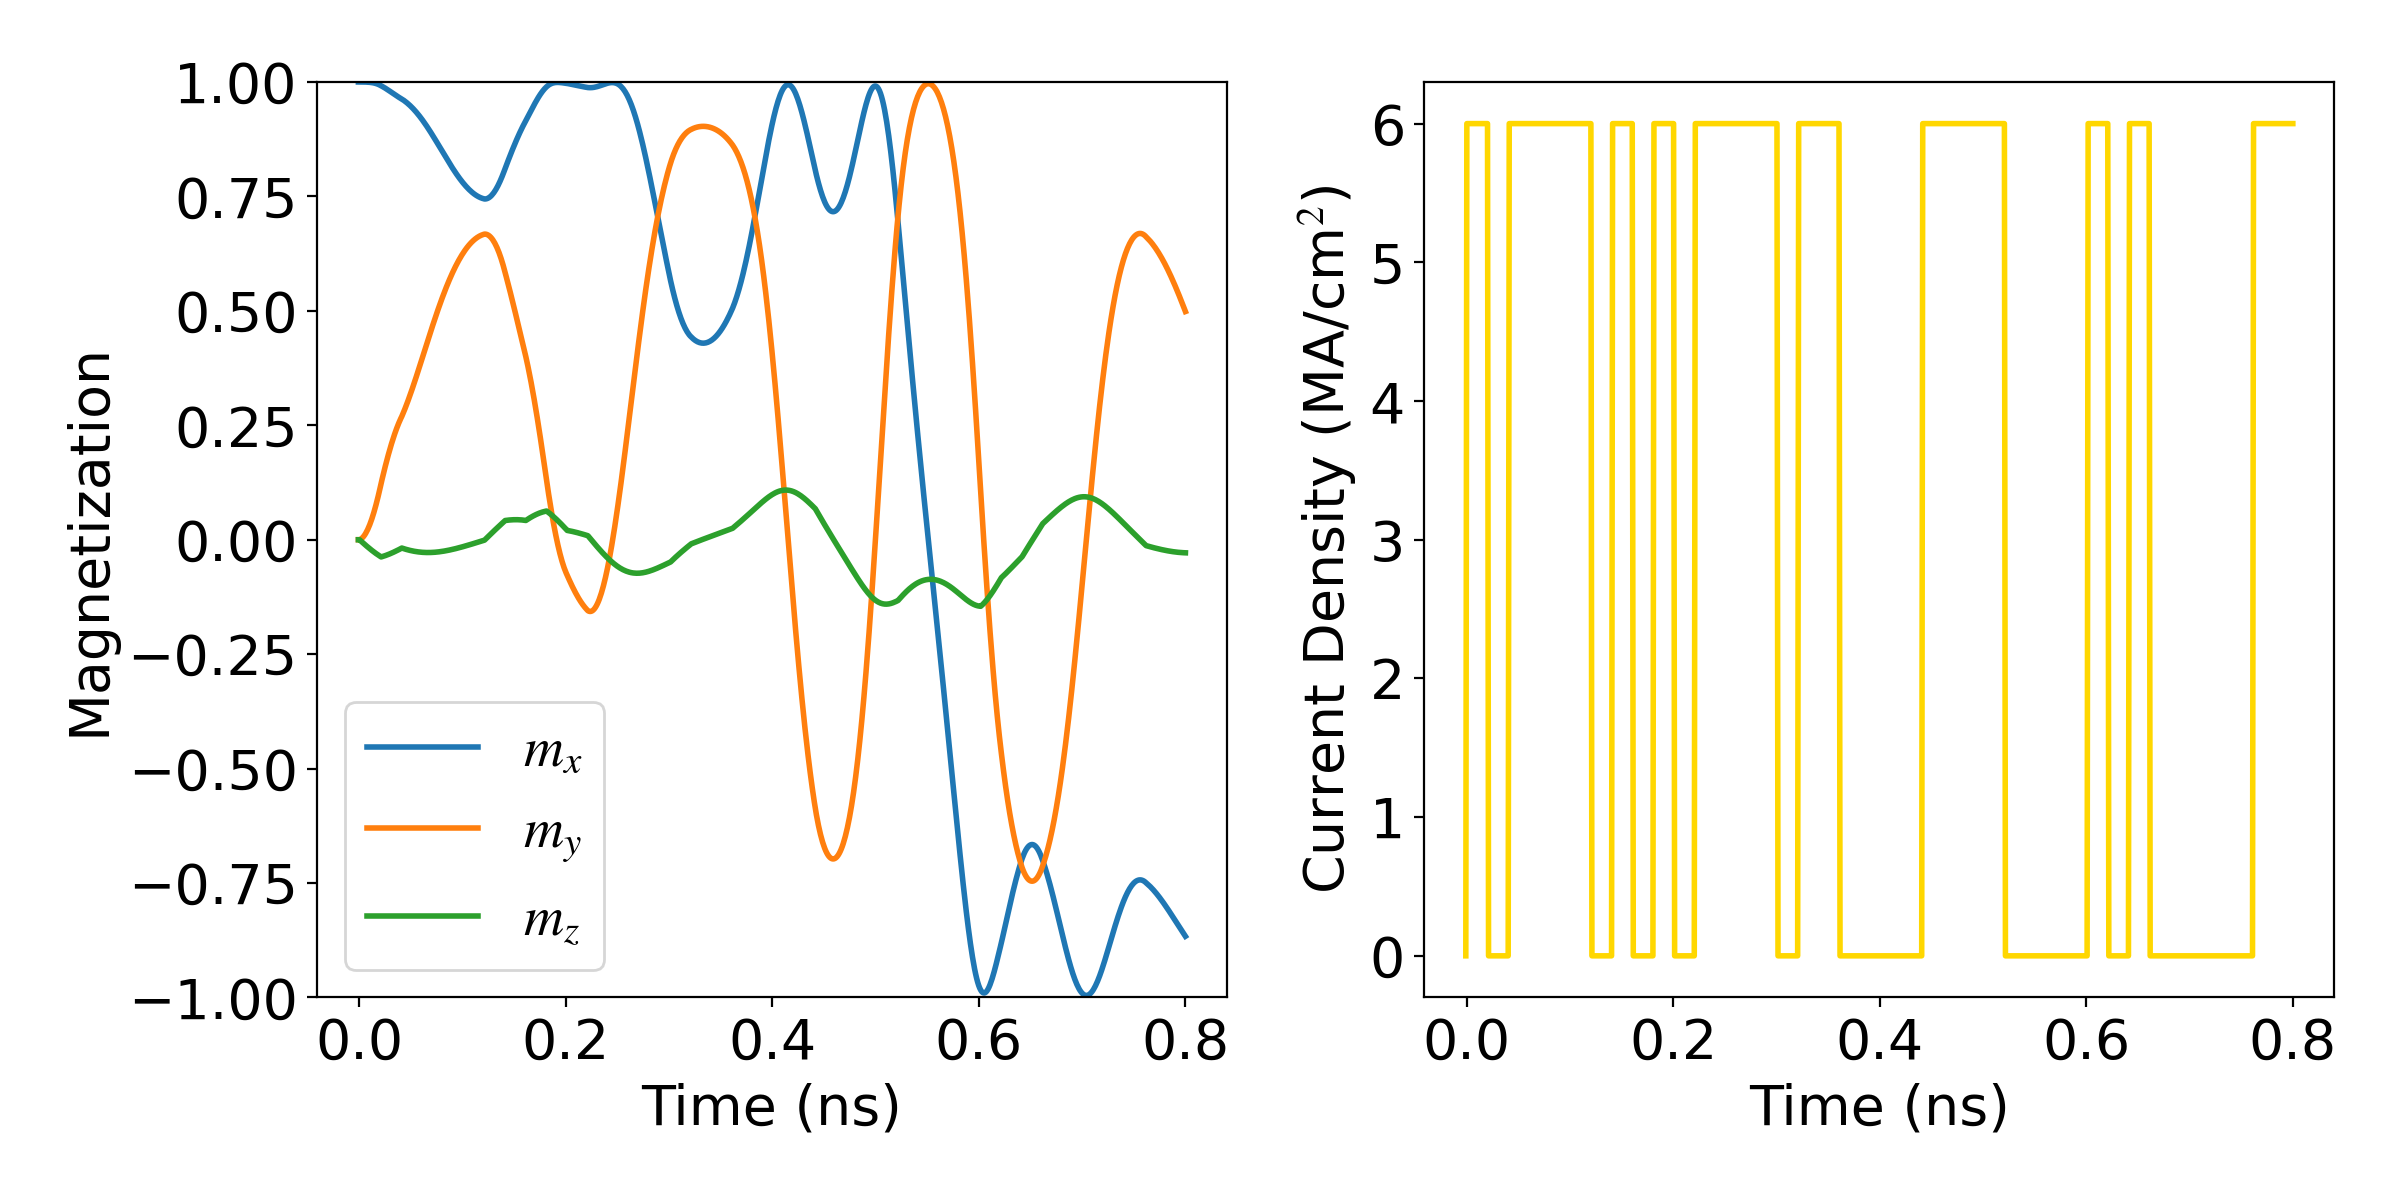 1.00
0.75
0.50
0.25
0.00
−0.25
−0.50
−0.75
−1.00
Magnetization
0.0 0.2 0.4 0.6 0.8
Time (ns)
m_x
m_y
m_z
6
5
4
3
2
1
0
Current Density (MA/cm²)
0.0 0.2 0.4 0.6 0.8
Time (ns)